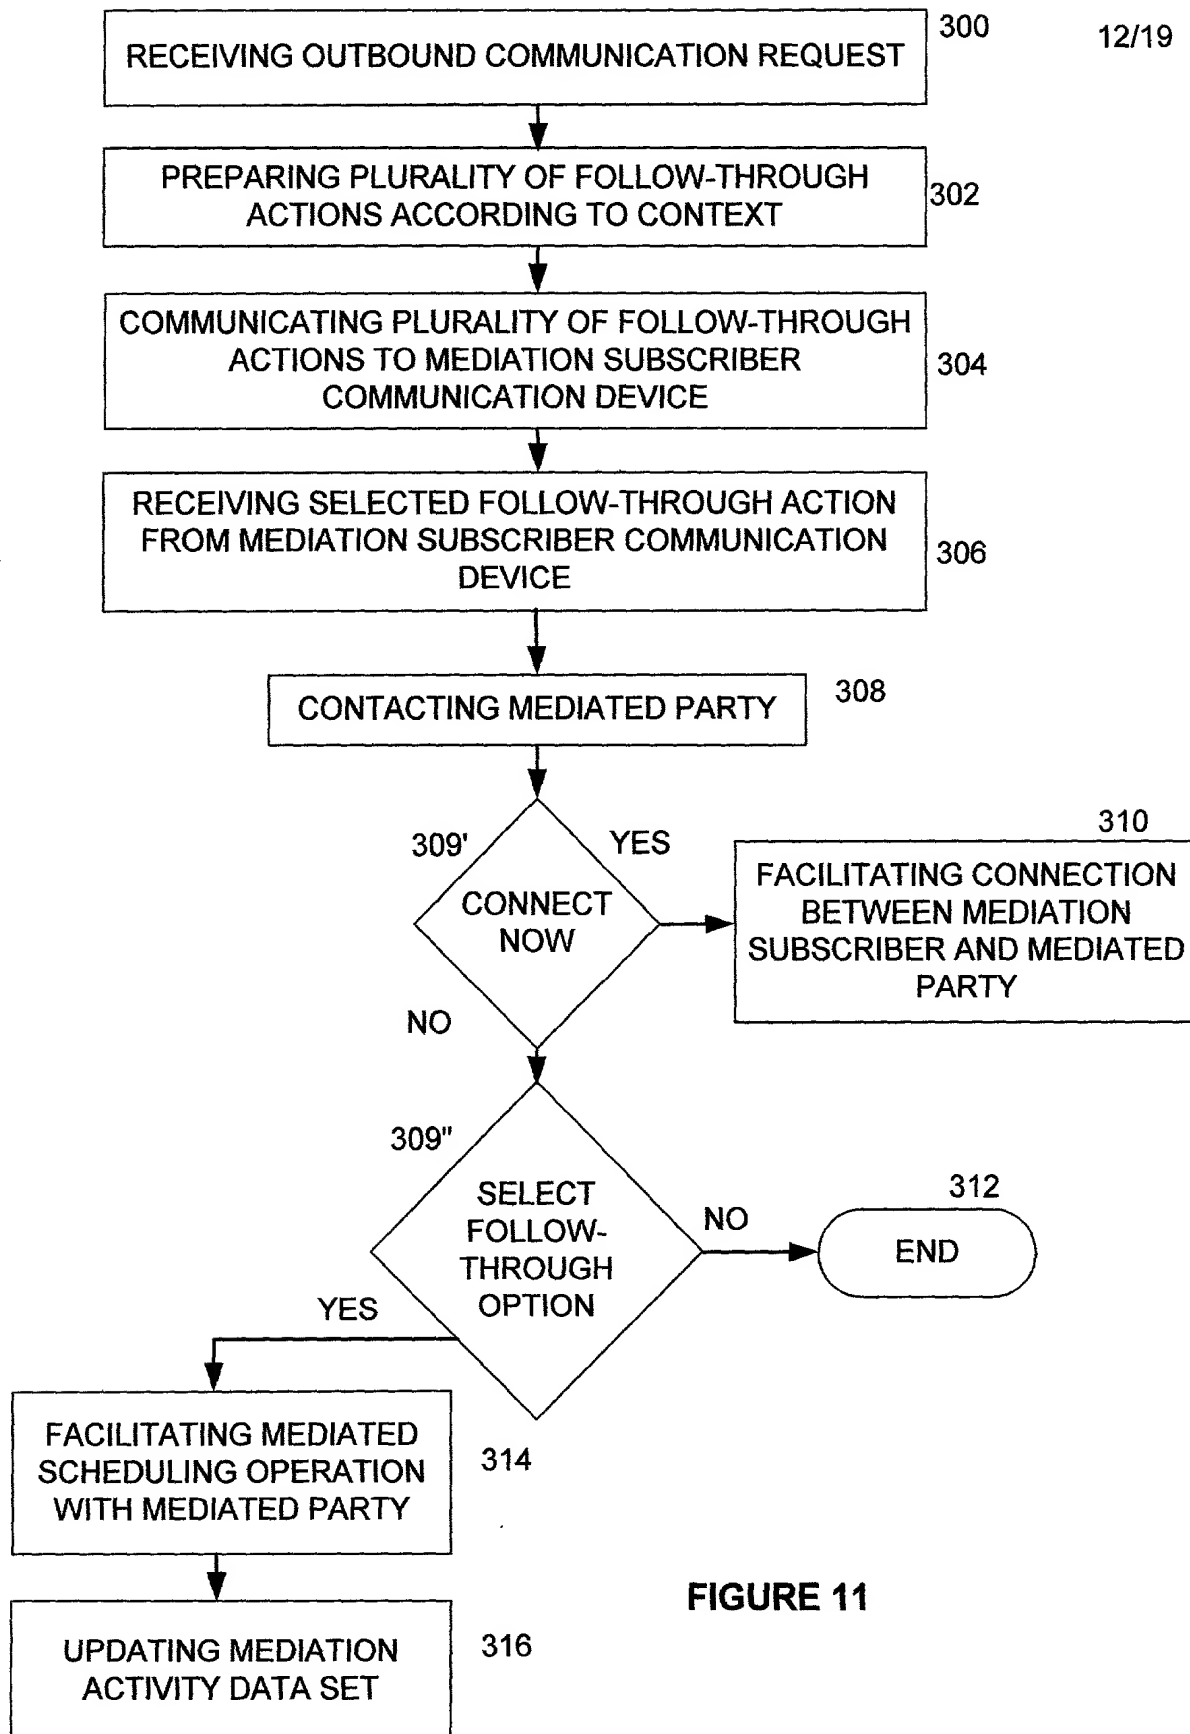 300
12/19
RECEIVING OUTBOUND COMMUNICATION REQUEST
PREPARING PLURALITY OF FOLLOW-THROUGH
ACTIONS ACCORDING TO CONTEXT
302
COMMUNICATING PLURALITY OF FOLLOW-THROUGH
ACTIONS TO MEDIATION SUBSCRIBER
COMMUNICATION DEVICE
304
RECEIVING SELECTED FOLLOW-THROUGH ACTION
FROM MEDIATION SUBSCRIBER COMMUNICATION
DEVICE
306
CONTACTING MEDIATED PARTY
308
309'
CONNECT
NOW
YES
310
FACILITATING CONNECTION
BETWEEN MEDIATION
SUBSCRIBER AND MEDIATED
PARTY
NO
309"
SELECT
FOLLOW-
THROUGH
OPTION
NO
312
END
YES
FACILITATING MEDIATED
SCHEDULING OPERATION
WITH MEDIATED PARTY
314
UPDATING MEDIATION
ACTIVITY DATA SET
316
FIGURE 11